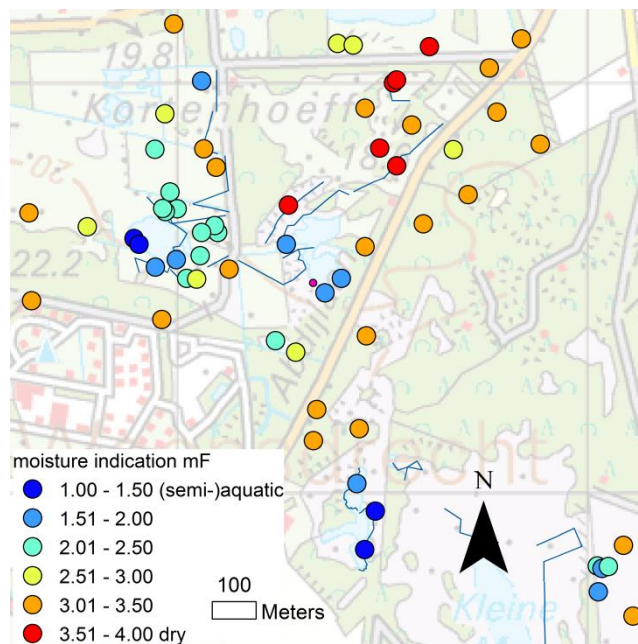 19.8
Kortenhoeff
18.
20
22.2
moisture indication mF
1.00 - 1.50 (semi-)aquatic
1.51 - 2.00
2.01 - 2.50
2.51 - 3.00
3.01 - 3.50
3.51 - 4.00 dry
100
Meters
N
Kleine